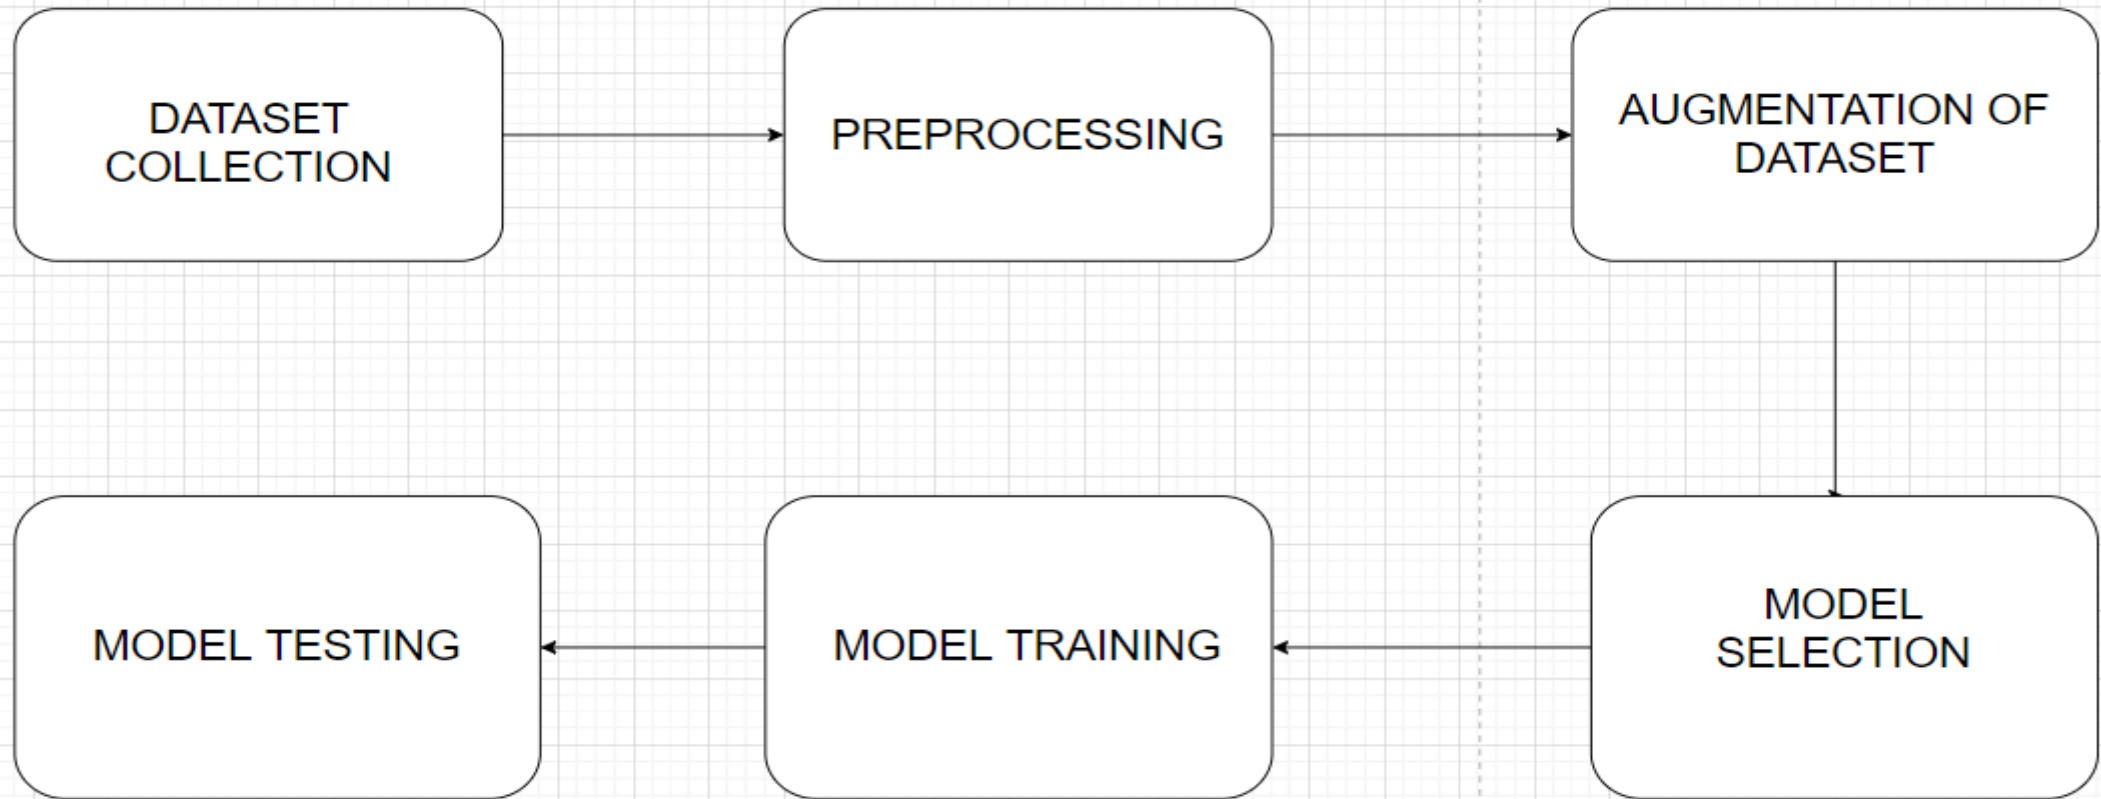 DATASET
COLLECTION
PREPROCESSING
AUGMENTATION OF
DATASET
MODEL
SELECTION
MODEL TRAINING
MODEL TESTING